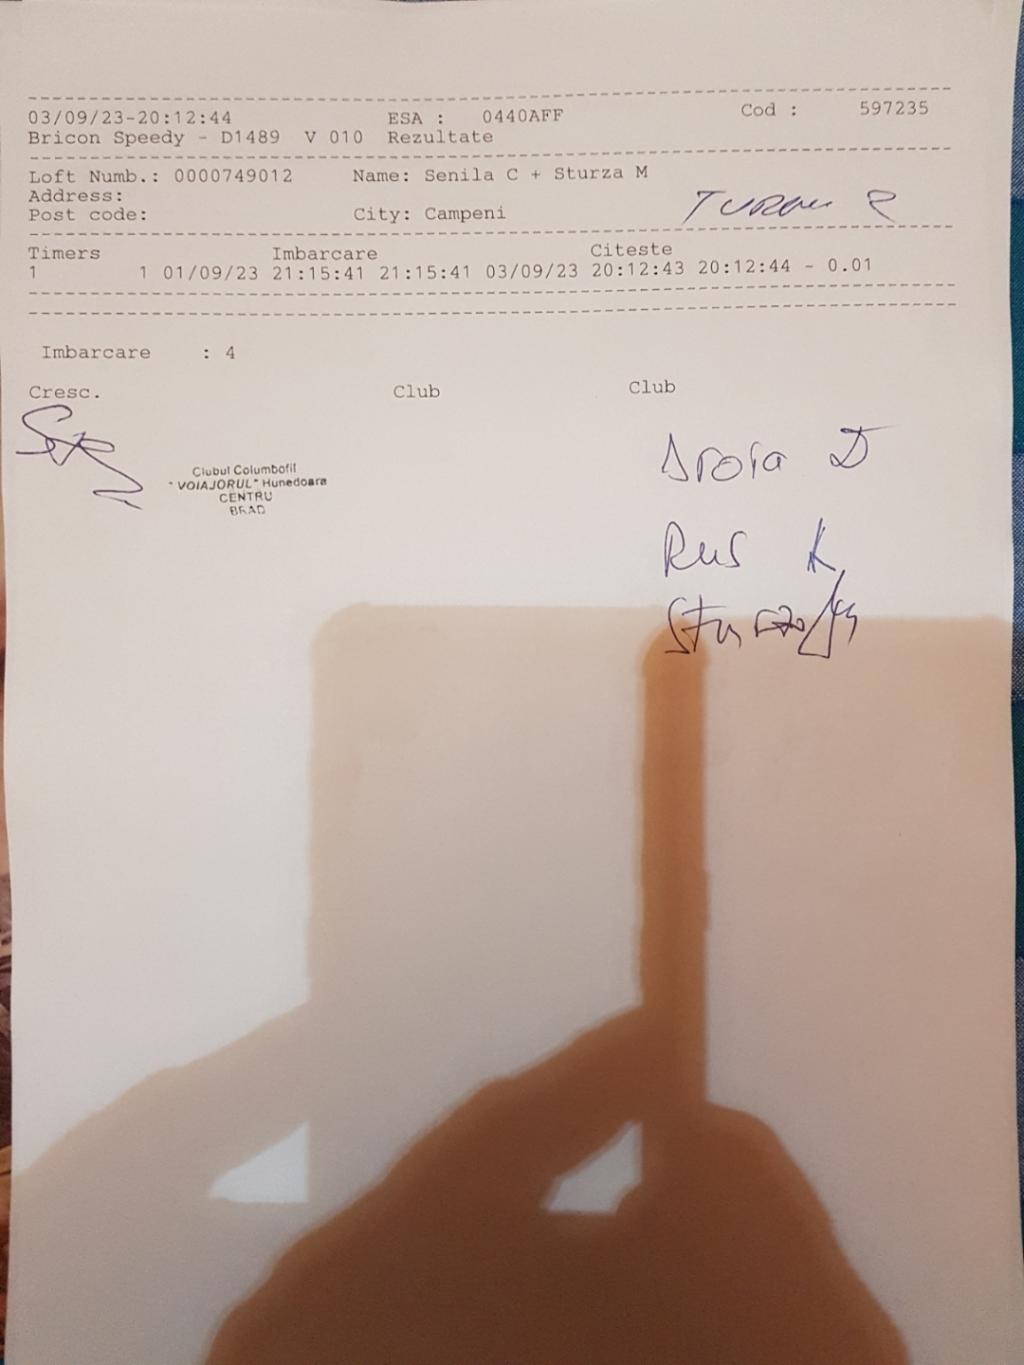 03/09/23-20:12:44 ESA : 0440AFF Cod : 597235
Bricon Speedy - D1489 V 010 Rezultate
Loft Numb.: 0000749012 Name: Senila C + Sturza M
Address:
Post code: City: Campeni
Timers Imbarcare Citeste
1 1 01/09/23 21:15:41 21:15:41 03/09/23 20:12:43 20:12:44 - 0.01
Imbarcare : 4
Cresc. Club Club
Clubul Columbofil
"VOIAJORUL" Hunedoara
CENTRU
BRAD
D
Rus K